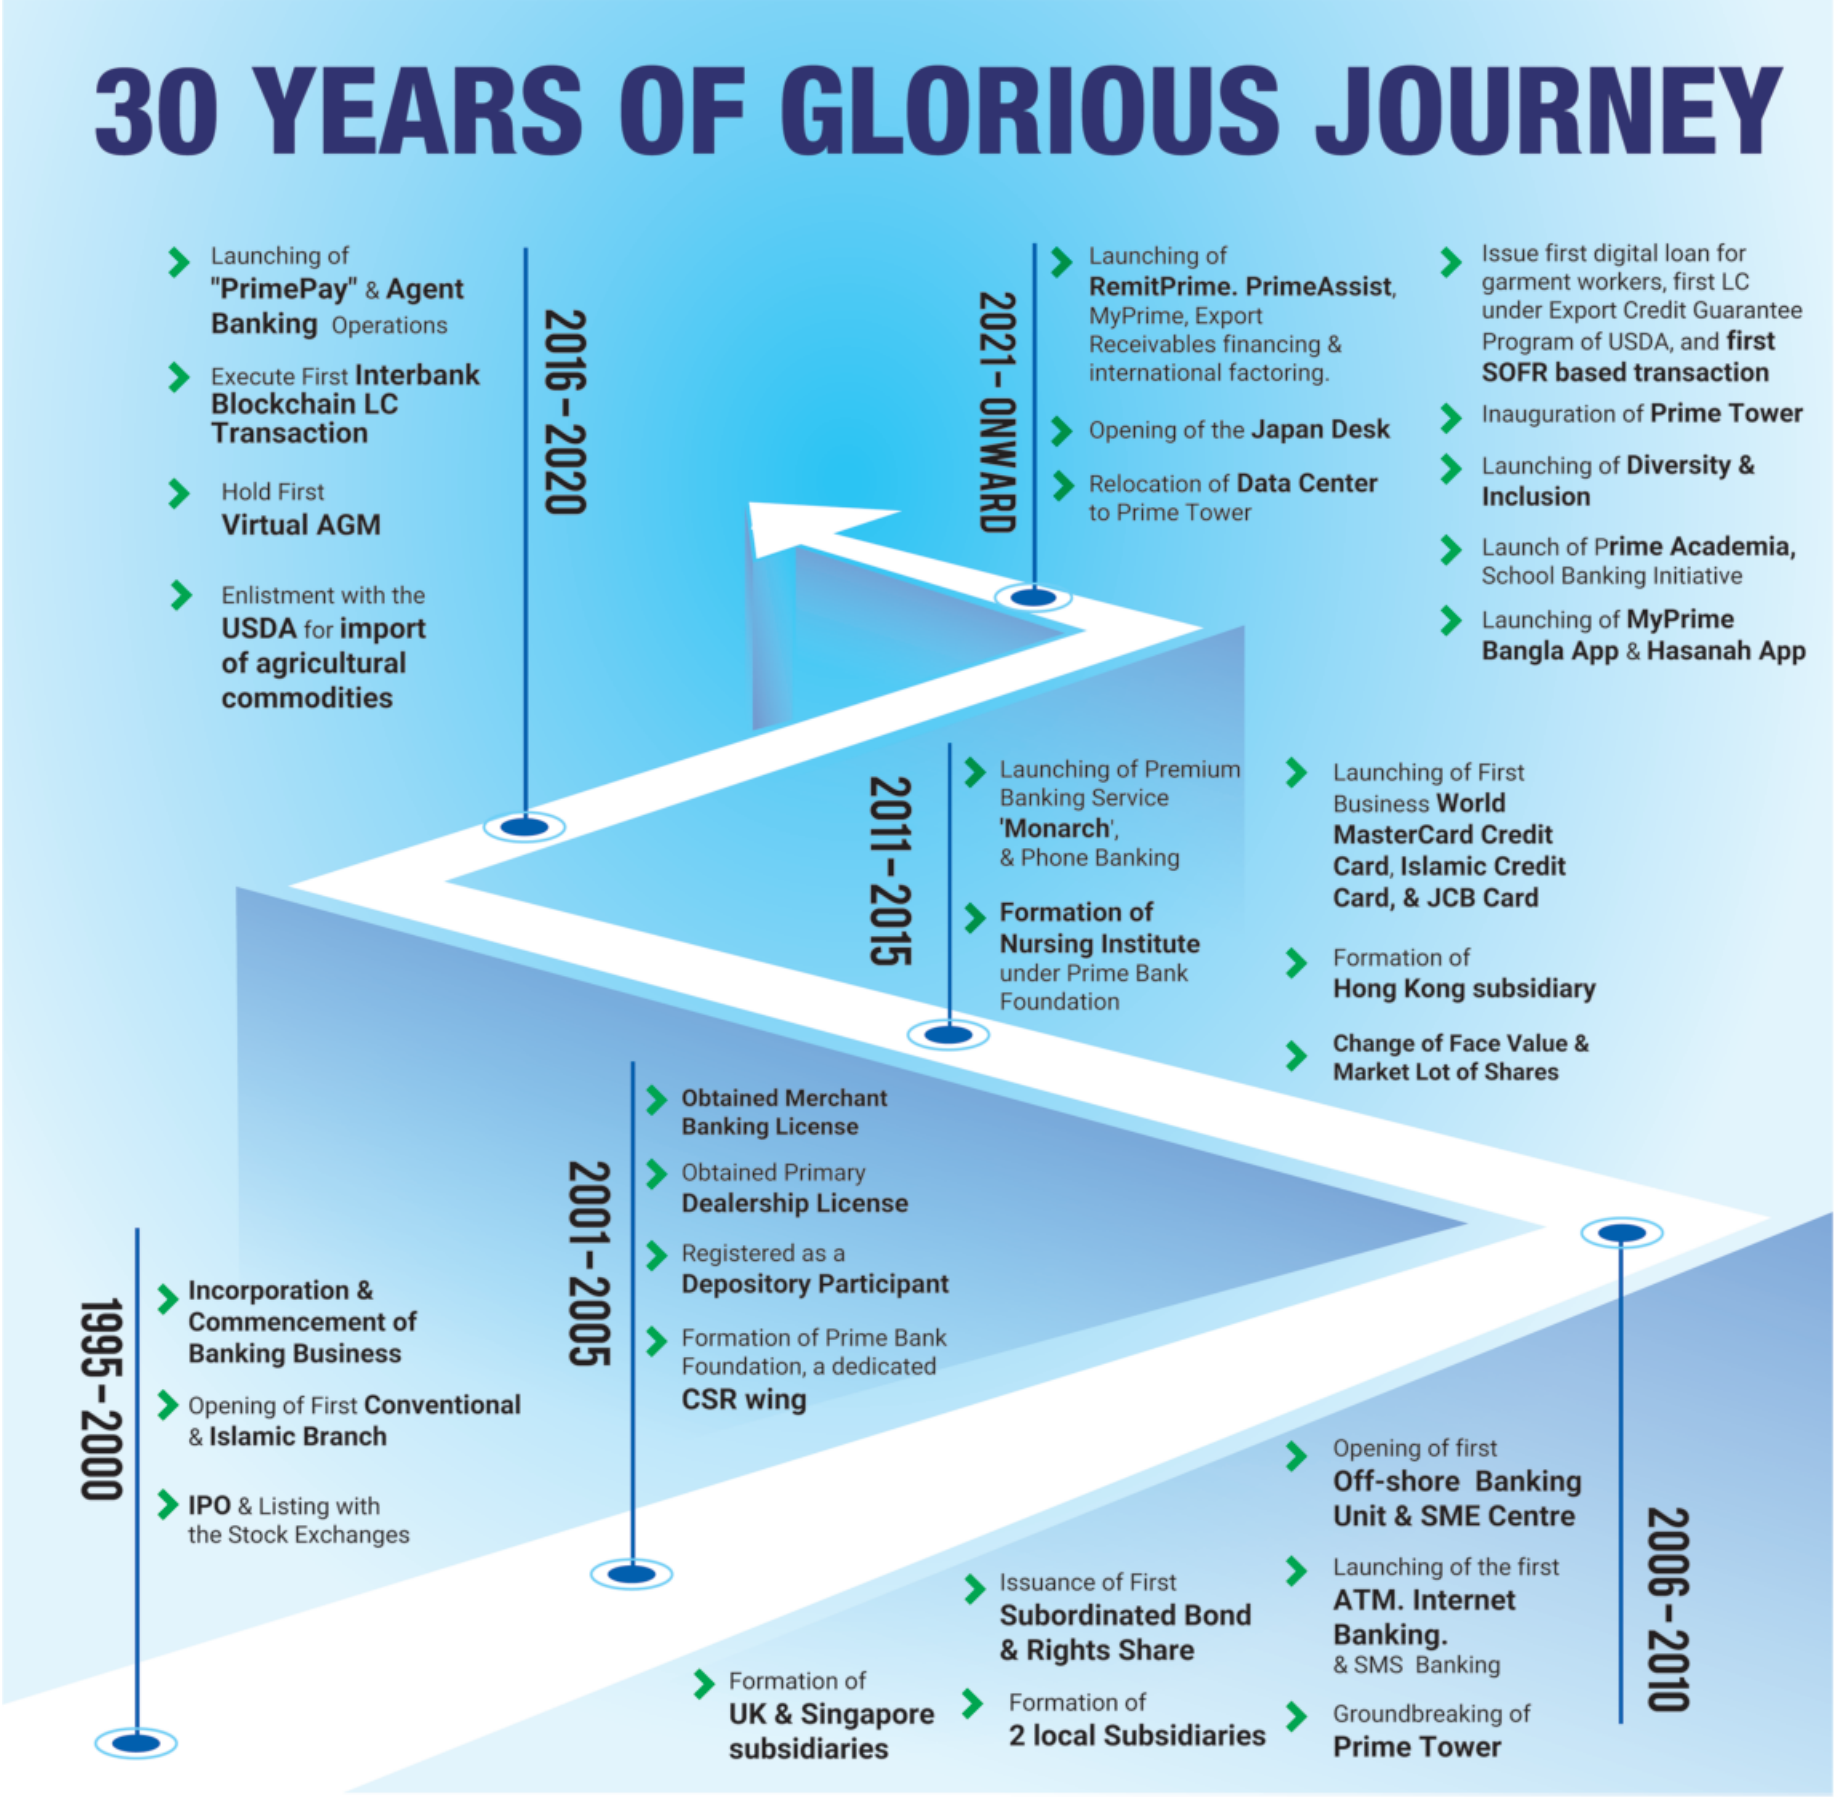 30 YEARS OF GLORIOUS JOURNEY
Launching of
"PrimePay" & Agent
Banking Operations
Execute First Interbank
Blockchain LC
Transaction
Hold First
Virtual AGM
Enlistment with the
USDA for import
of agricultural
commodities
2016-2020
2021- ONWARD
Launching of
RemitPrime. PrimeAssist,
MyPrime, Export
Receivables financing &
international factoring.
Opening of the Japan Desk
Relocation of Data Center
to Prime Tower
Issue first digital loan for
garment workers, first LC
under Export Credit Guarantee
Program of USDA, and first
SOFR based transaction
Inauguration of Prime Tower
Launching of Diversity &
Inclusion
Launch of Prime Academia,
School Banking Initiative
Launching of MyPrime
Bangla App & Hasanah App
2011-2015
Launching of Premium
Banking Service
'Monarch',
& Phone Banking
Formation of
Nursing Institute
under Prime Bank
Foundation
Launching of First
Business World
MasterCard Credit
Card, Islamic Credit
Card, & JCB Card
Formation of
Hong Kong subsidiary
Change of Face Value &
Market Lot of Shares
2001-2005
Obtained Merchant
Banking License
Obtained Primary
Dealership License
Registered as a
Depository Participant
Formation of Prime Bank
Foundation, a dedicated
CSR wing
1995-2000
Incorporation &
Commencement of
Banking Business
Opening of First Conventional
& Islamic Branch
IPO & Listing with
the Stock Exchanges
Formation of
UK & Singapore
subsidiaries
Issuance of First
Subordinated Bond
& Rights Share
Formation of
2 local Subsidiaries
Opening of first
Off-shore Banking
Unit & SME Centre
Launching of the first
ATM. Internet
Banking.
& SMS Banking
Groundbreaking of
Prime Tower
2006-2010